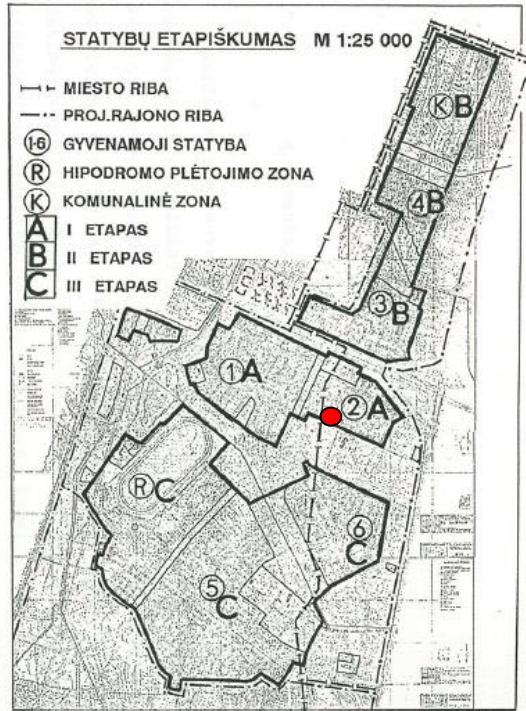 STATYBŲ ETAPIŠKUMAS M 1:25 000
MIESTO RIBA
PROJ.RAJONO RIBA
1-6 GYVENAMOJI STATYBA
R HIPODROMO PLĖTOJIMO ZONA
K KOMUNALINĖ ZONA
A I ETAPAS
B II ETAPAS
C III ETAPAS
K B
4 B
3 B
1 A
2 A
R C
6 C
5 C